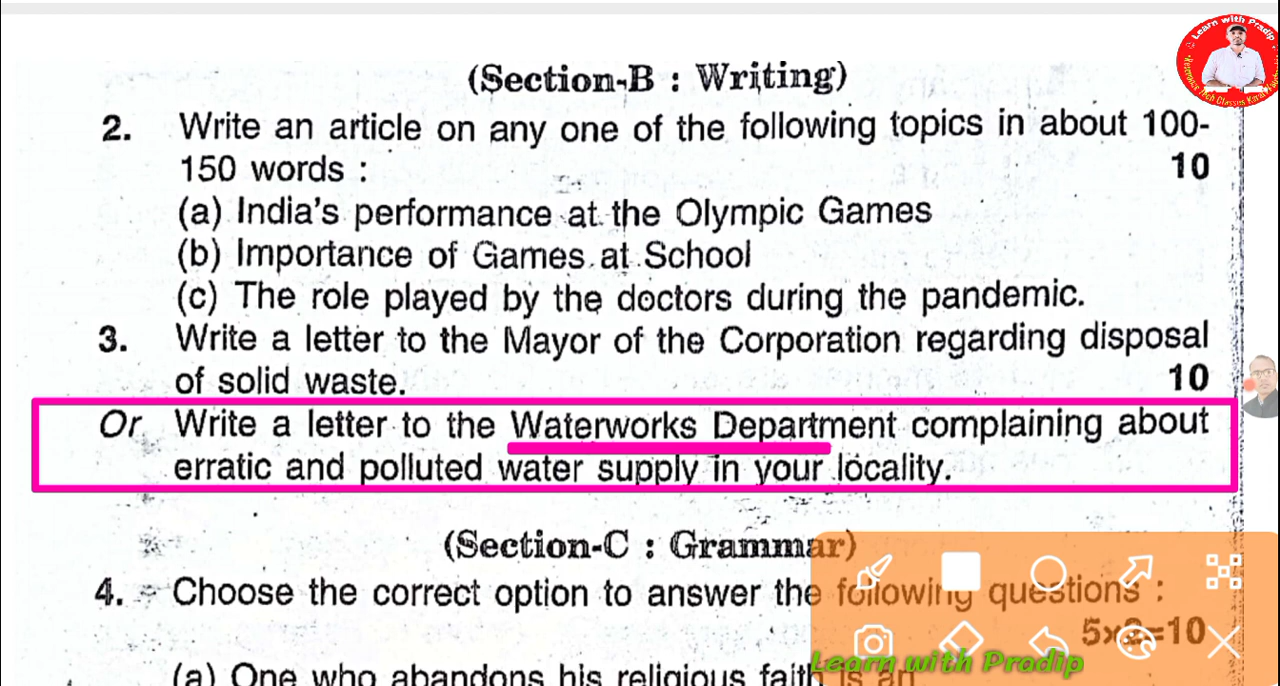 Learn with Pradip
(Section-B : Writing)
2. Write an article on any one of the following topics in about 100-
150 words : 10
(a) India's performance at the Olympic Games
(b) Importance of Games at School
(c) The role played by the doctors during the pandemic.
3. Write a letter to the Mayor of the Corporation regarding disposal
of solid waste. 10
Or Write a letter to the Waterworks Department complaining about
erratic and polluted water supply in your locality.
(Section-C : Grammar)
4. Choose the correct option to answer the following questions :
5×2=10
Learn with Prodip
(a) One who abandons his religious faith is an